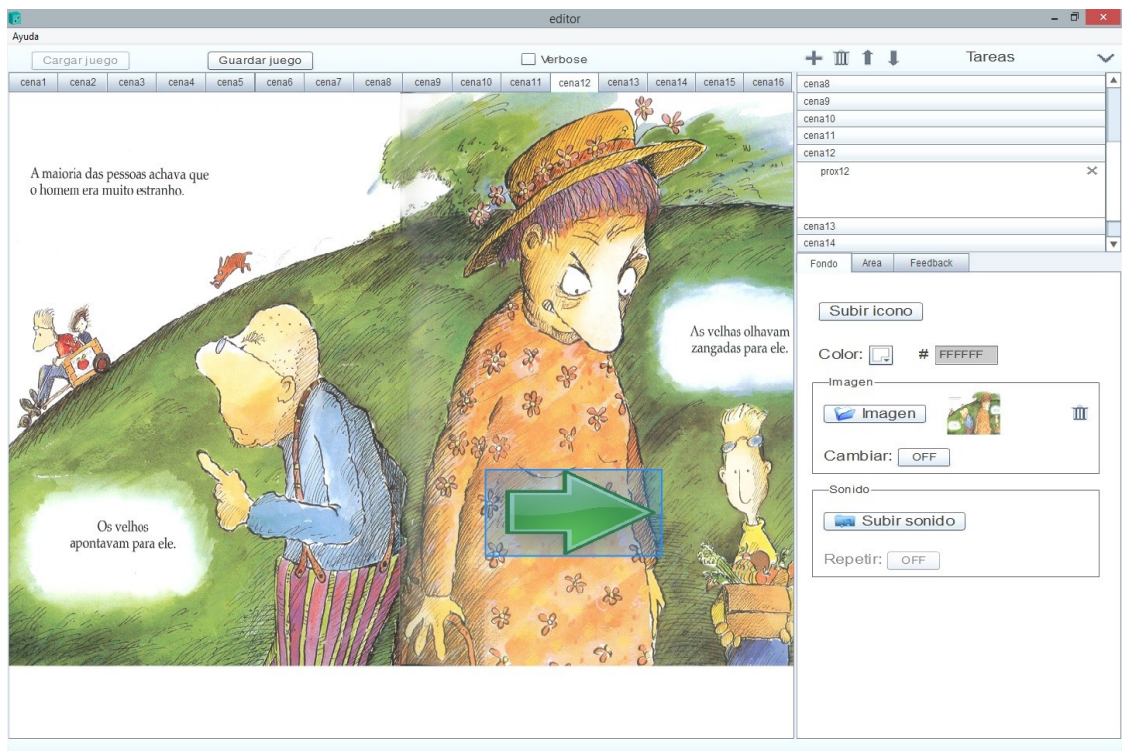 editor
Ayuda
Cargar juego
Guardar juego
Verbose
Tareas
cena1 cena2 cena3 cena4 cena5 cena6 cena7 cena8 cena9 cena10 cena11 cena12 cena13 cena14 cena15 cena16
A maioria das pessoas achava que
o homem era muito estranho.
As velhas olhavam
zangadas para ele.
Os velhos
apontavam para ele.
cena8
cena9
cena10
cena11
cena12
prox12
cena13
cena14
Fondo Area Feedback
Subir icono
Color: # FFFFFF
Imagen
Imagen
Cambiar: OFF
Sonido
Subir sonido
Repetir: OFF